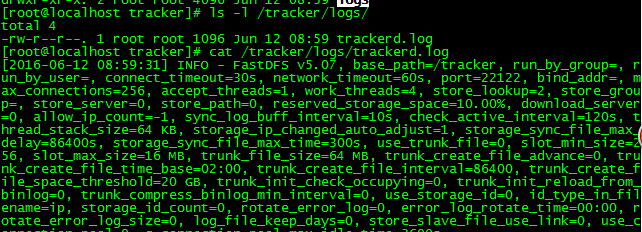 drwxr-xr-x. 2 root root 4096 Jun 12 08:59 logs
[root@localhost tracker]# ls -l /tracker/logs/
total 4
-rw-r--r--. 1 root root 1096 Jun 12 08:59 trackerd.log
[root@localhost tracker]# cat /tracker/logs/trackerd.log
[2016-06-12 08:59:31] INFO - FastDFS v5.07, base_path=/tracker, run_by_group=, r
un_by_user=, connect_timeout=30s, network_timeout=60s, port=22122, bind_addr=, m
ax_connections=256, accept_threads=1, work_threads=4, store_lookup=2, store_grou
p=, store_server=0, store_path=0, reserved_storage_space=10.00%, download_server
=0, allow_ip_count=-1, sync_log_buff_interval=10s, check_active_interval=120s, t
hread_stack_size=64 KB, storage_ip_changed_auto_adjust=1, storage_sync_file_max_
delay=86400s, storage_sync_file_max_time=300s, use_trunk_file=0, slot_min_size=2
56, slot_max_size=16 MB, trunk_file_size=64 MB, trunk_create_file_advance=0, tru
nk_create_file_time_base=02:00, trunk_create_file_interval=86400, trunk_create_f
ile_space_threshold=20 GB, trunk_init_check_occupying=0, trunk_init_reload_from_
binlog=0, trunk_compress_binlog_min_interval=0, use_storage_id=0, id_type_in_fil
ename=ip, storage_id_count=0, rotate_error_log=0, error_log_rotate_time=00:00, r
otate_error_log_size=0, log_file_keep_days=0, store_slave_file_use_link=0, use_c
onnection_pool=0, g_connection_pool_max_idle_time=3600s